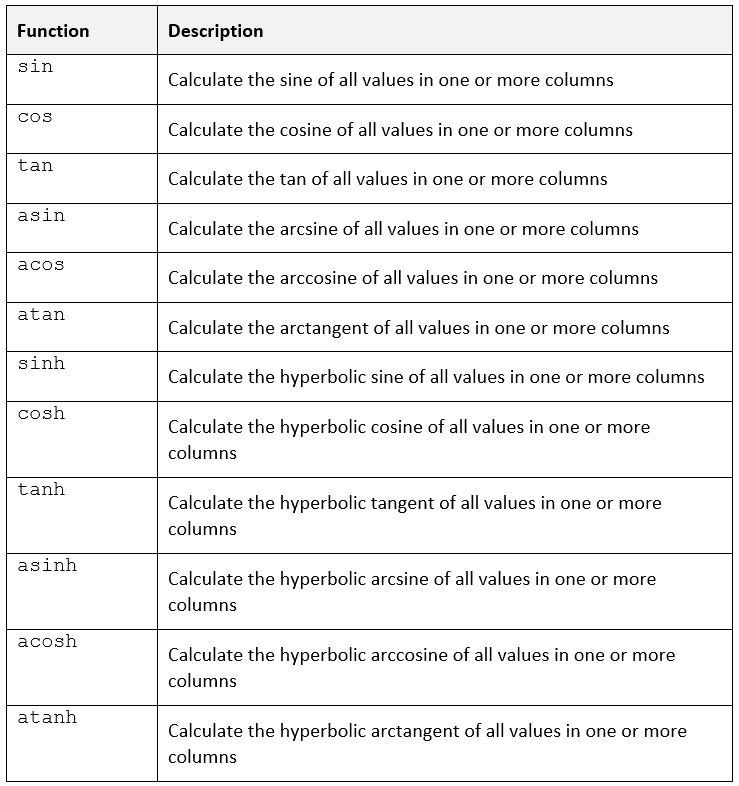 Function Description
sin
Calculate the sine of all values in one or more columns
cos
Calculate the cosine of all values in one or more columns
tan
Calculate the tan of all values in one or more columns
asin
Calculate the arcsine of all values in one or more columns
acos
Calculate the arccosine of all values in one or more columns
atan
Calculate the arctangent of all values in one or more columns
sinh
Calculate the hyperbolic sine of all values in one or more columns
cosh
Calculate the hyperbolic cosine of all values in one or more
columns
tanh
Calculate the hyperbolic tangent of all values in one or more
columns
asinh
Calculate the hyperbolic arcsine of all values in one or more
columns
acosh
Calculate the hyperbolic arccosine of all values in one or more
columns
atanh
Calculate the hyperbolic arctangent of all values in one or more
columns